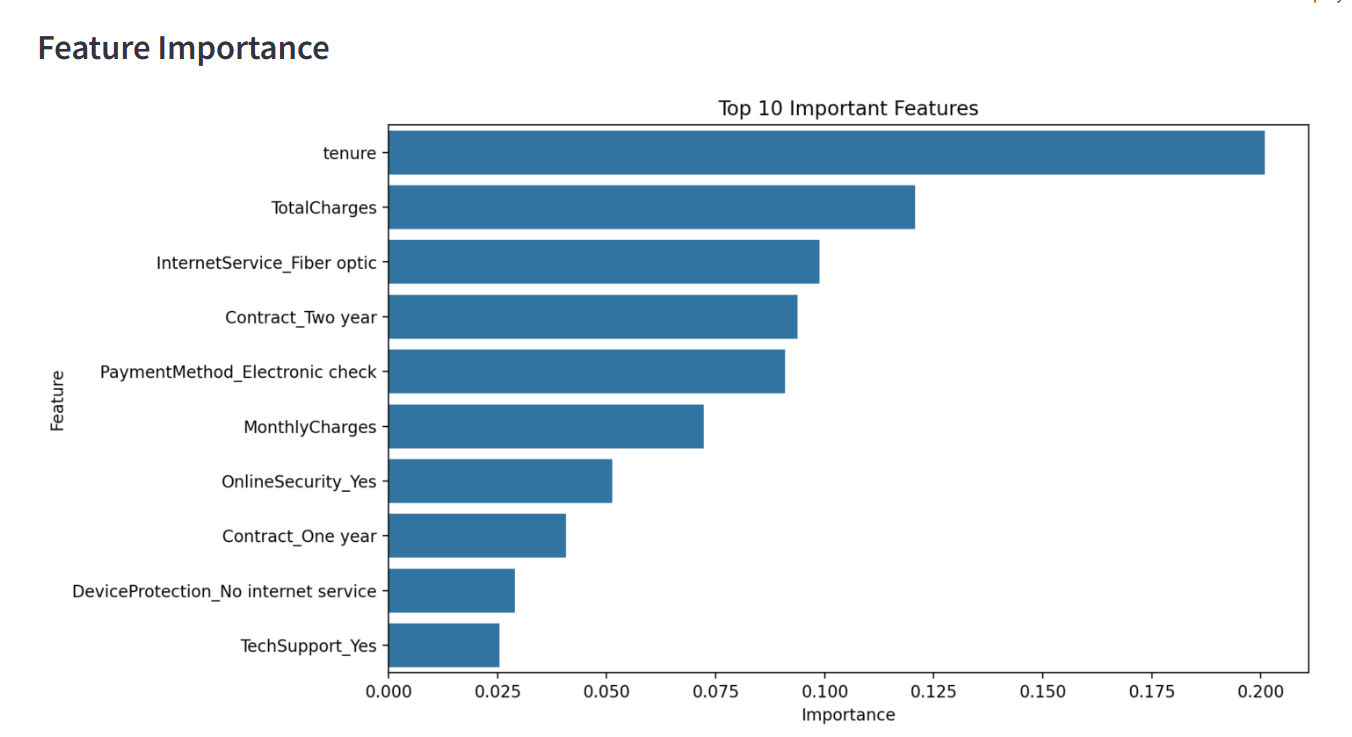 Feature Importance
Top 10 Important Features
tenure
TotalCharges
InternetService_Fiber optic
Contract_Two year
PaymentMethod_Electronic check
MonthlyCharges
OnlineSecurity_Yes
Contract_One year
DeviceProtection_No internet service
TechSupport_Yes
Feature
0.000 0.025 0.050 0.075 0.100 0.125 0.150 0.175 0.200
Importance